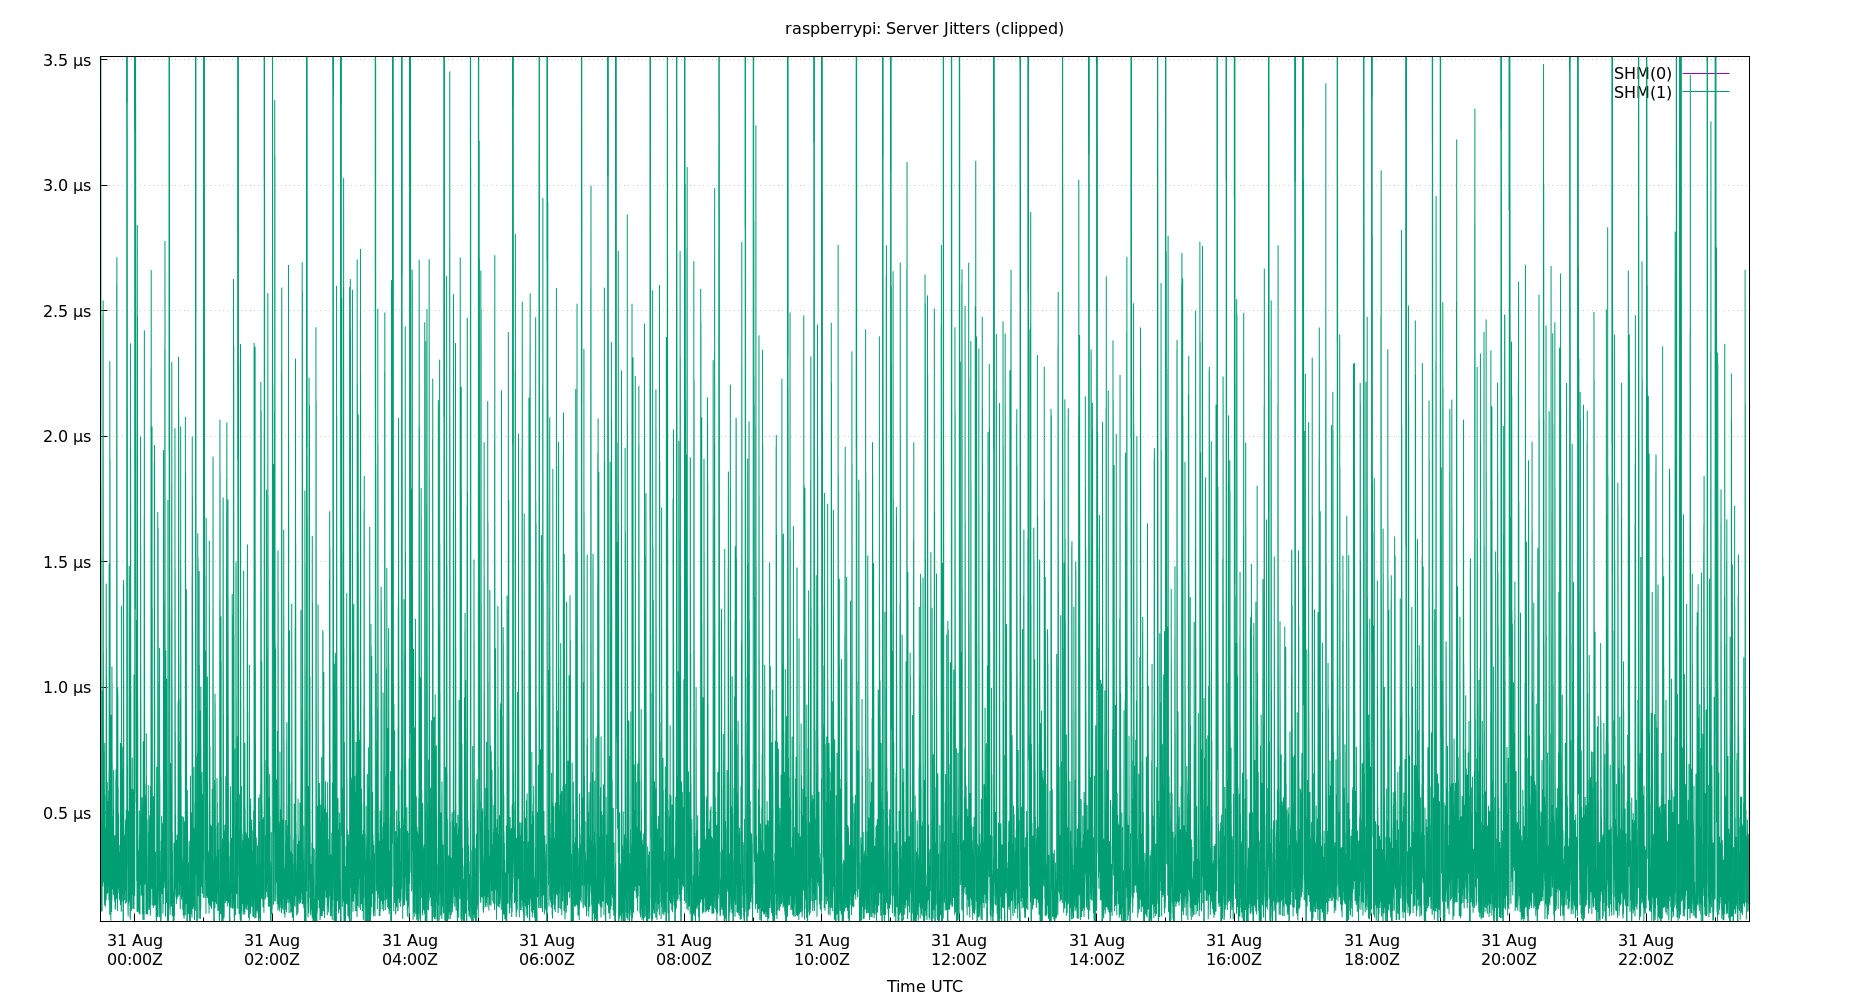 raspberrypi: Server Jitters (clipped)
3.5 µs
SHM(0)
SHM(1)
3.0 µs
2.5 µs
2.0 µs
1.5 µs
1.0 µs
0.5 µs
31 Aug 31 Aug 31 Aug 31 Aug 31 Aug 31 Aug 31 Aug 31 Aug 31 Aug 31 Aug 31 Aug 31 Aug
00:00Z 02:00Z 04:00Z 06:00Z 08:00Z 10:00Z 12:00Z 14:00Z 16:00Z 18:00Z 20:00Z 22:00Z
Time UTC